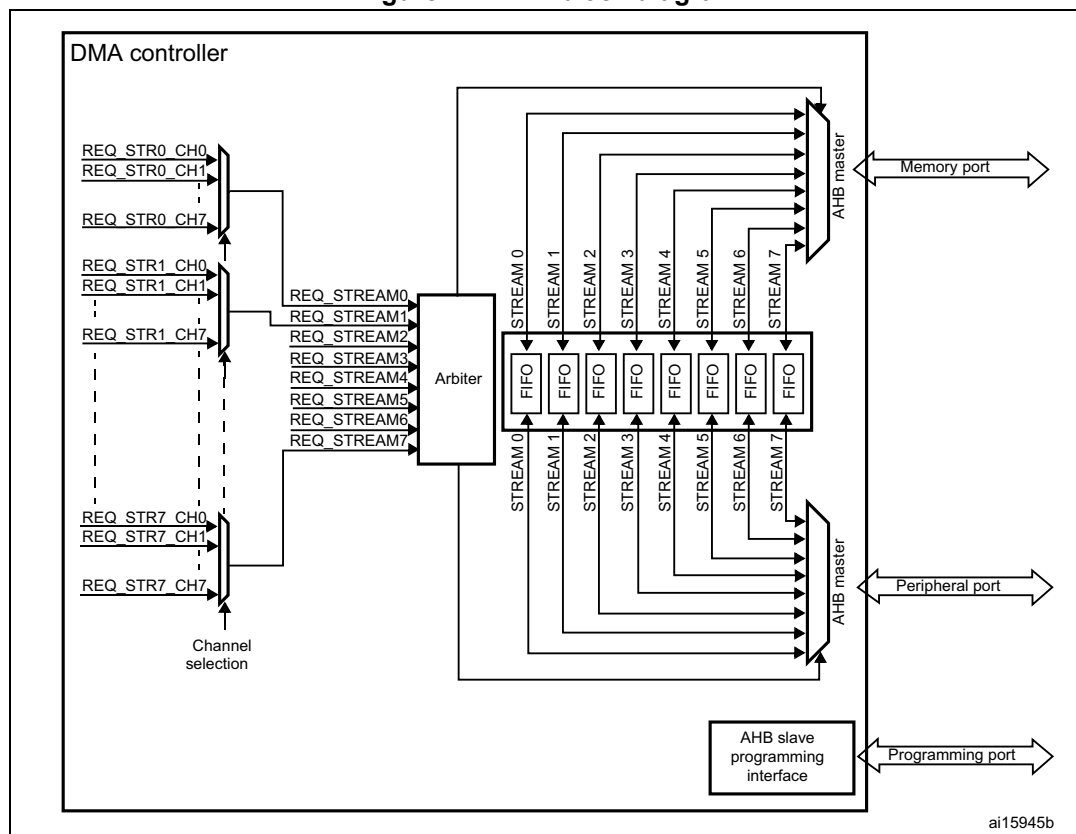 DMA controller
REQ_STR0_CH0
REQ_STR0_CH1
REQ_STR0_CH7
REQ_STR1_CH0
REQ_STR1_CH1
REQ_STR1_CH7
REQ_STR7_CH0
REQ_STR7_CH1
REQ_STR7_CH7
Channel
selection
REQ_STREAM0
REQ_STREAM1
REQ_STREAM2
REQ_STREAM3
REQ_STREAM4
REQ_STREAM5
REQ_STREAM6
REQ_STREAM7
Arbiter
STREAM 0
STREAM 1
STREAM 2
STREAM 3
STREAM 4
STREAM 5
STREAM 6
STREAM 7
FIFO
FIFO
FIFO
FIFO
FIFO
FIFO
FIFO
FIFO
STREAM 0
STREAM 1
STREAM 2
STREAM 3
STREAM 4
STREAM 5
STREAM 6
STREAM 7
AHB master
Memory port
AHB master
Peripheral port
AHB slave
programming
interface
Programming port
ai15945b